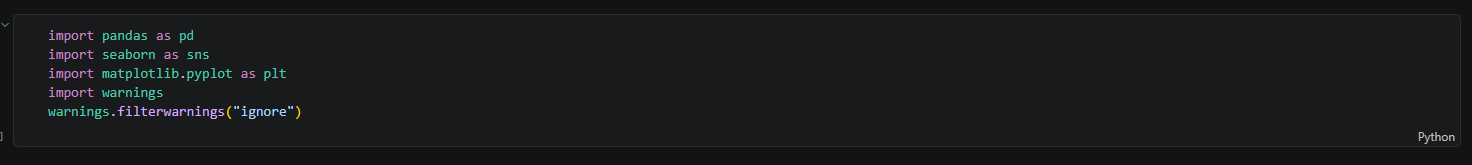 import pandas as pd
import seaborn as sns
import matplotlib.pyplot as plt
import warnings
warnings.filterwarnings("ignore")
]
Python